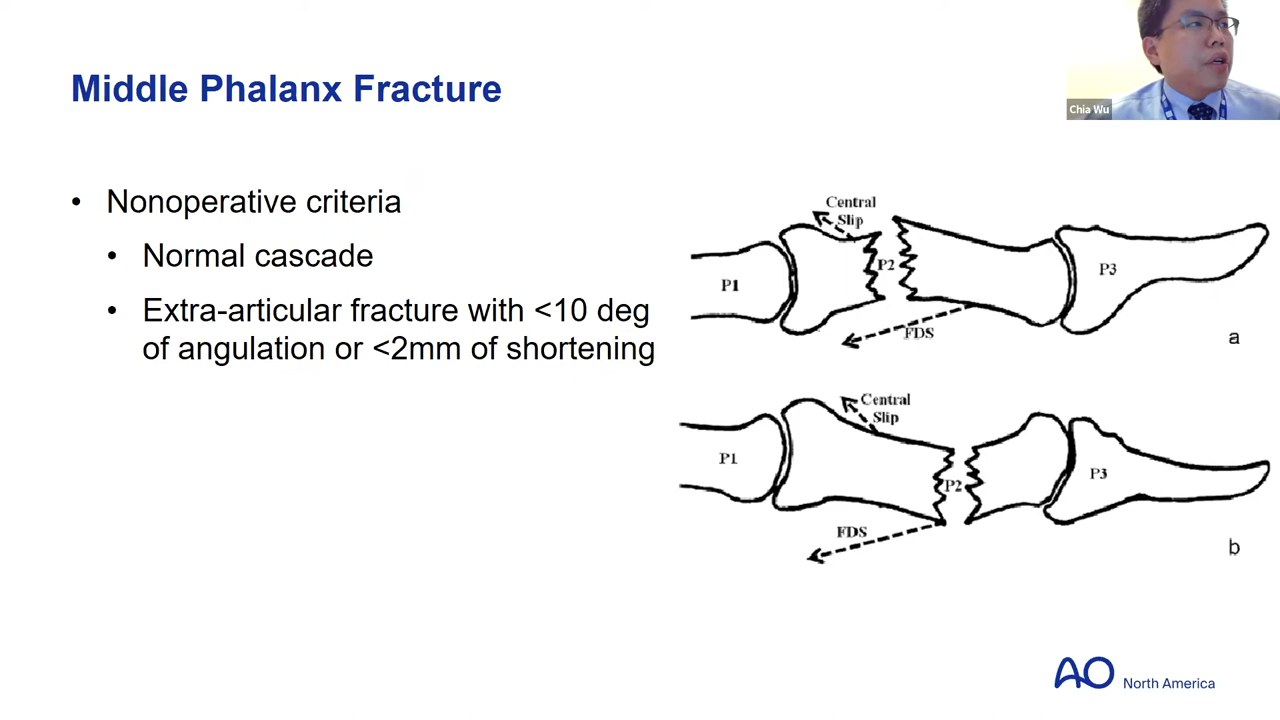 Middle Phalanx Fracture
Chia Wu
• Nonoperative criteria
• Normal cascade
• Extra-articular fracture with <10 deg
of angulation or <2mm of shortening
Central
Slip
P1
P2
P3
FDS
a
Central
Slip
P1
P2
P3
FDS
b
AO North America